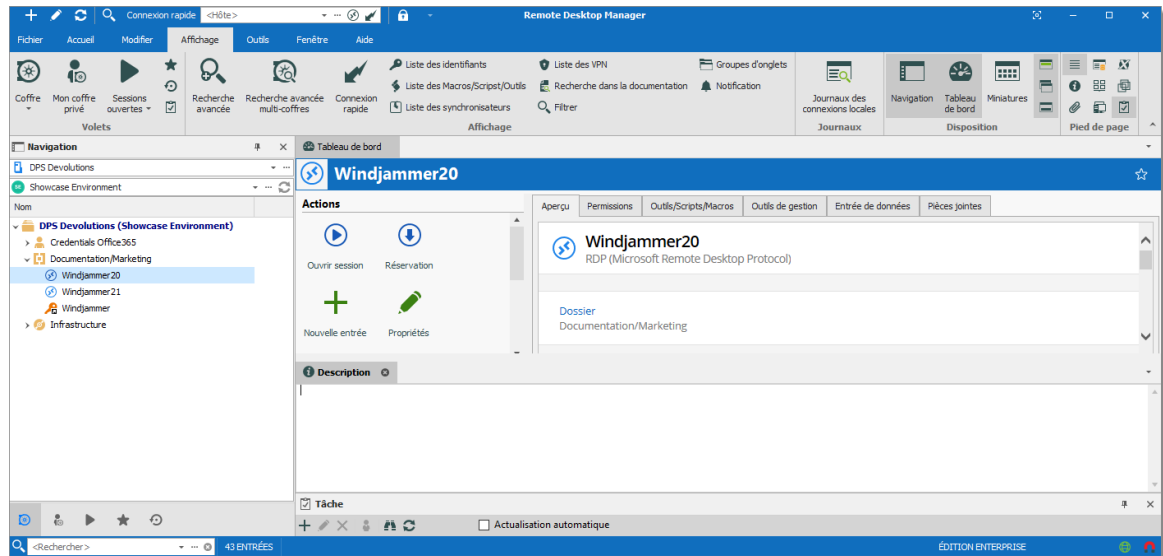 Connexion rapide <Hôte> Remote Desktop Manager
Fichier Accueil Modifier Affichage Outils Fenêtre Aide
Coffre
Mon coffre privé
Sessions ouvertes
Volets
Recherche avancée
Recherche avancée multi-coffres
Connexion rapide
Liste des identifiants
Liste des Macros/Scripst/Outils
Liste des synchronisateurs
Liste des VPN
Recherche dans la documentation
Filtrer
Groupes d'onglets
Notification
Affichage
Journaux des connexions locales
Journaux
Navigation
Tableau de bord
Miniatures
Disposition
Pied de page
Navigation
DPS Devolutions
Showcase Environment
Nom
DPS Devolutions (Showcase Environment)
Credentials Office365
Documentation/Marketing
Windjammer20
Windjammer21
Windjammer
Infrastructure
Tableau de bord
Windjammer20
Actions
Ouvrir session
Réservation
Nouvelle entrée
Propriétés
Aperçu Permissions Outils/Scripts/Macros Outils de gestion Entrée de données Pièces jointes
Windjammer20
RDP (Microsoft Remote Desktop Protocol)
Dossier
Documentation/Marketing
Description
Tâche
Actualisation automatique
<Rechercher> 43 ENTRÉES ÉDITION ENTERPRISE